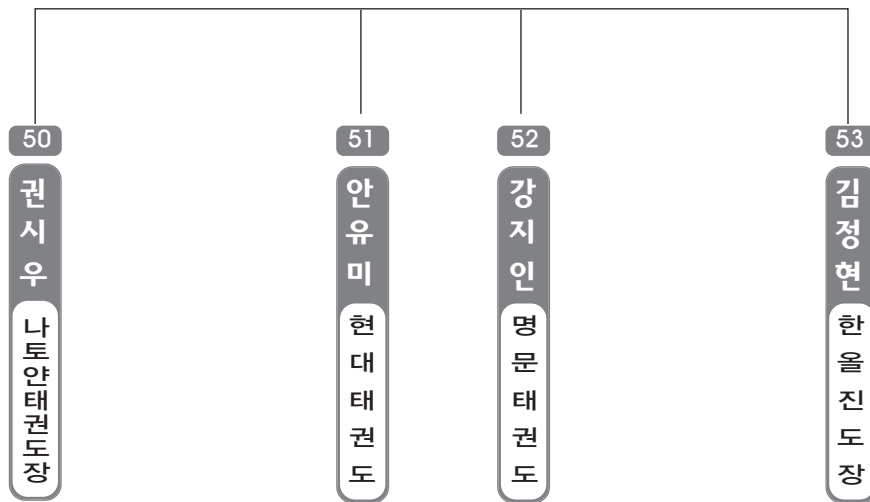 50
권시우
나토얀태권도장
51
안유미
현대태권도
52
강지인
명문태권도
53
김정현
한올진도장